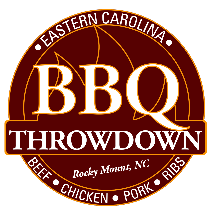 • EASTERN CAROLINA •
BBQ
THROWDOWN
Rocky Mount, NC
BEEF • CHICKEN • PORK • RIBS